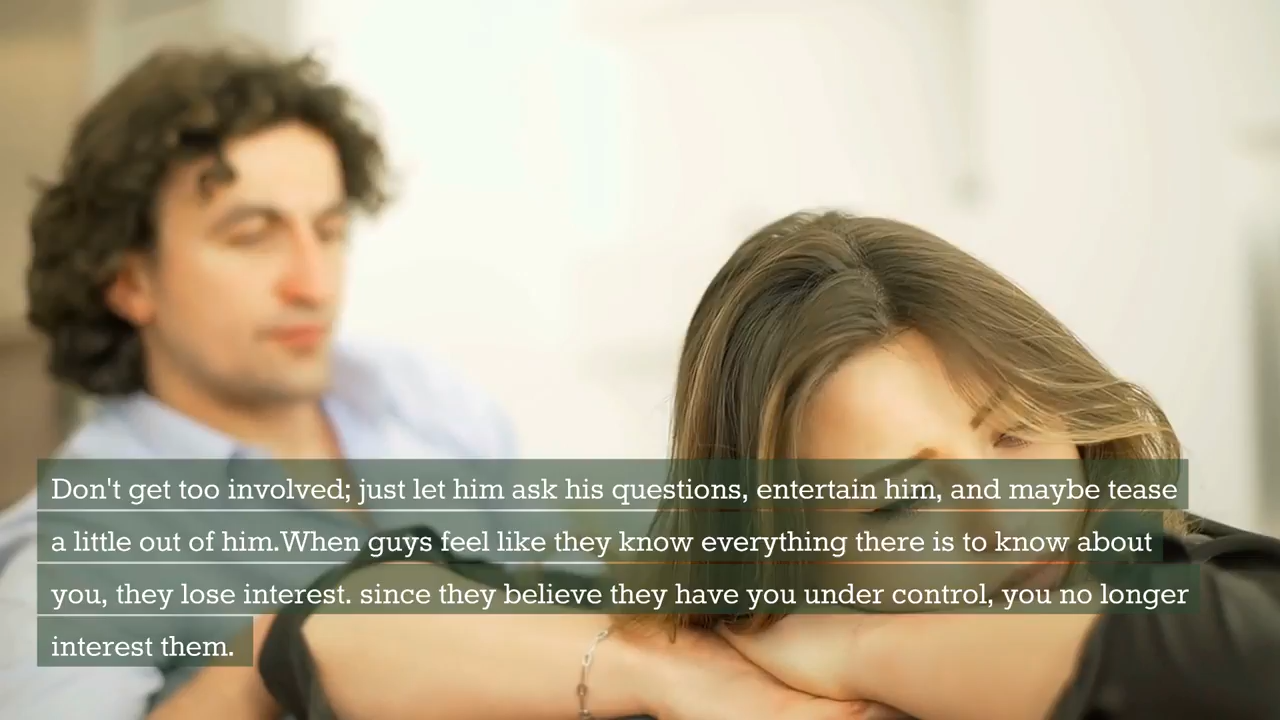 Don't get too involved; just let him ask his questions, entertain him, and maybe tease
a little out of him.When guys feel like they know everything there is to know about
you, they lose interest. since they believe they have you under control, you no longer
interest them.